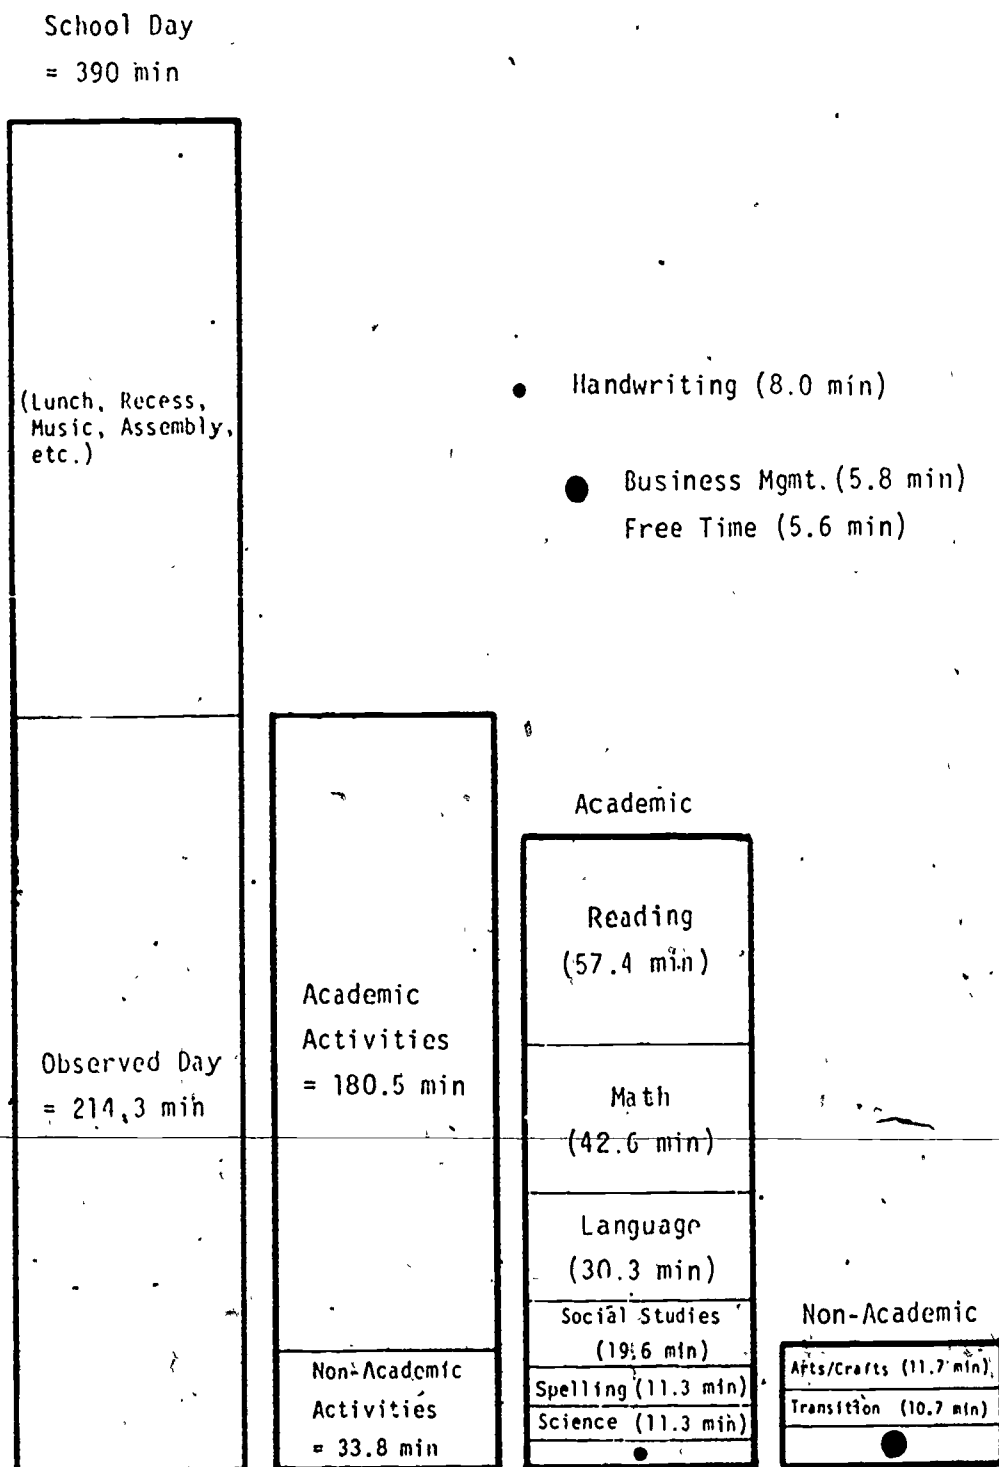 School Day
= 390 min
(Lunch, Recess,
Music, Assembly,
etc.)
Handwriting (8.0 min)
Business Mgmt. (5.8 min)
Free Time (5.6 min)
Observed Day
= 214.3 min
Academic
Activities
= 180.5 min
Non-Academic
Activities
= 33.8 min
Academic
Reading
(57.4 min)
Math
(42.6 min)
Language
(30.3 min)
Social Studies
(19.6 min)
Spelling (11.3 min)
Science (11.3 min)
Non-Academic
Arts/Crafts (11.7 min)
Transition (10.7 min)